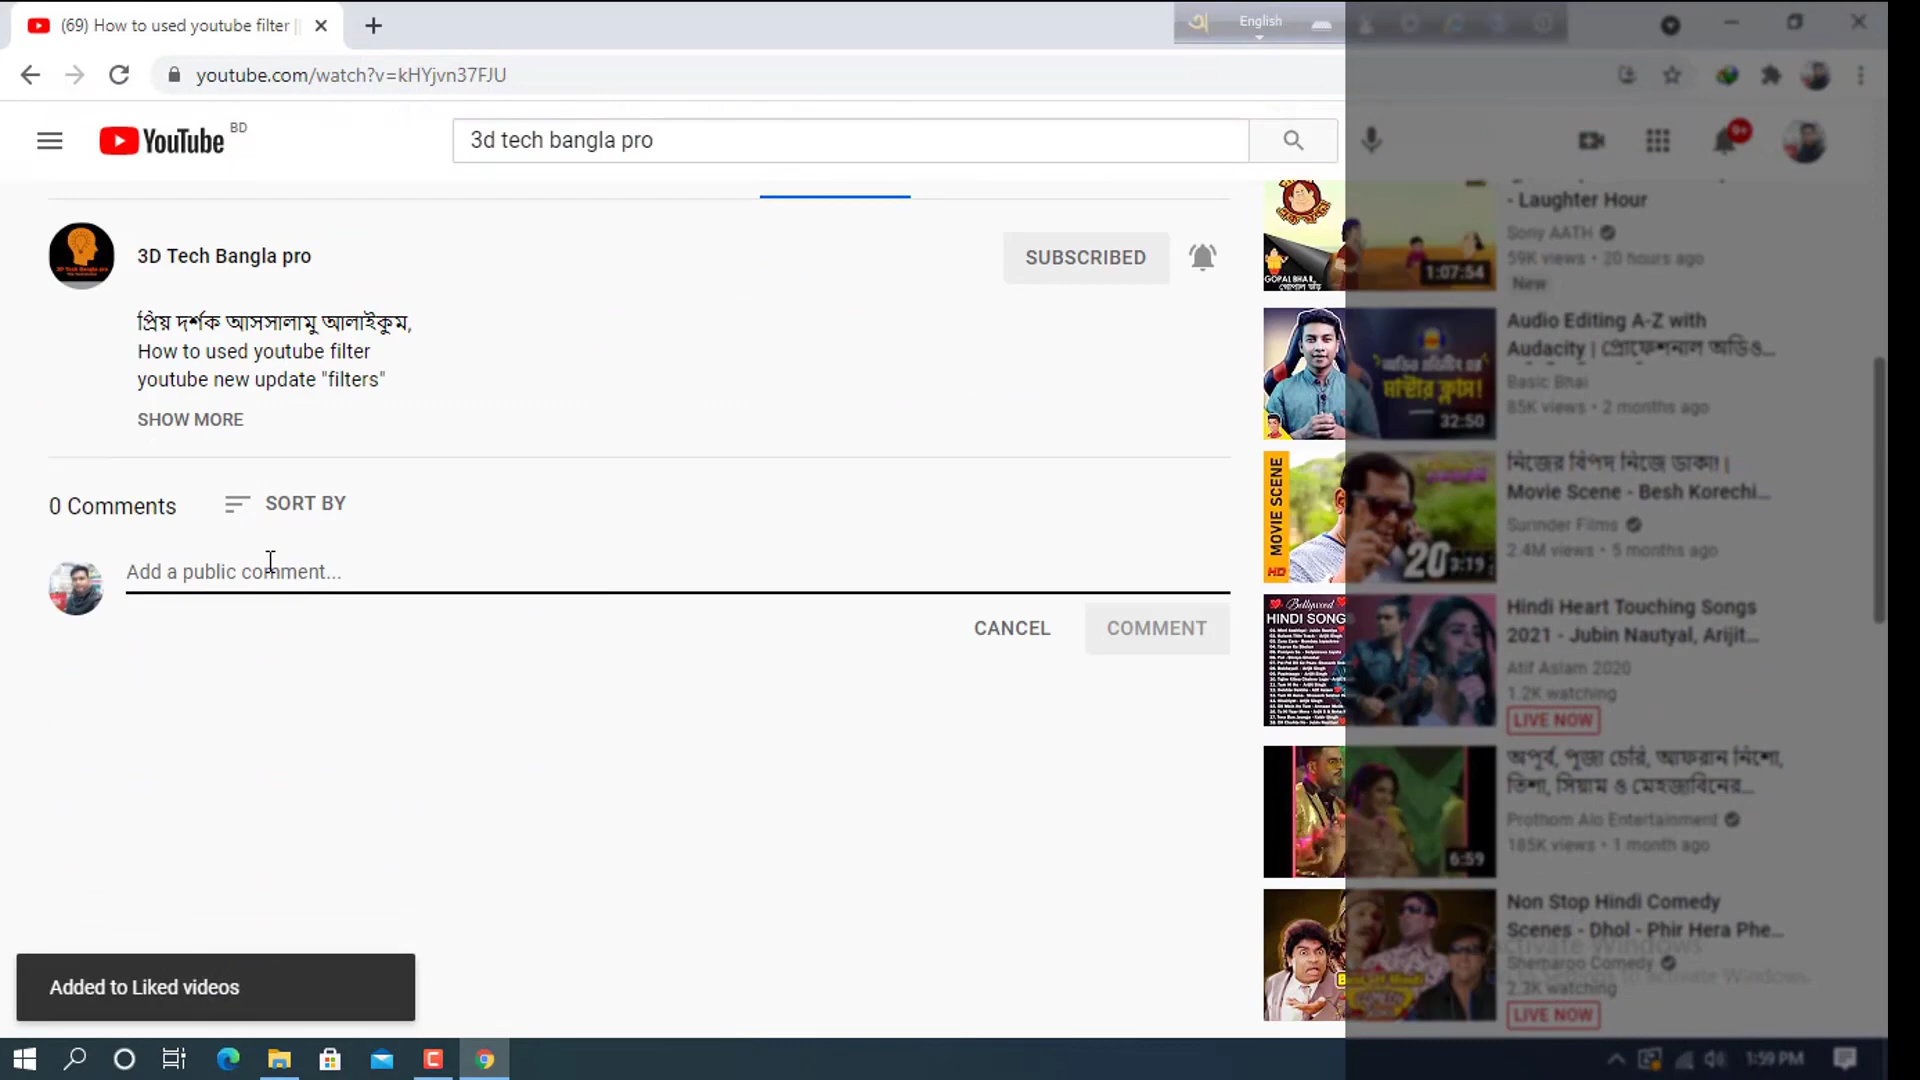 (69) How to used youtube filter ||
English
youtube.com/watch?v=kHYjvn37FJU
YouTube BD
3d tech bangla pro
9+
3D Tech Bangla pro
SUBSCRIBED
প্রিয় দর্শক আসসালামু আলাইকুম,
How to used youtube filter
youtube new update "filters"
SHOW MORE
0 Comments
SORT BY
Add a public comment...
CANCEL
COMMENT
Added to Liked videos
GOPAL BHAR,
- Laughter Hour
Sony AATH
59K views • 20 hours ago
New
1:07:54
Audio Editing A-Z with
Audacity | প্রোফেশনাল অডিও...
Basic Bhai
85K views • 2 months ago
32:50
নিজের বিপদ নিজে ডাকা! |
Movie Scene - Besh Korechi...
Surinder Films
2.4M views • 5 months ago
MOVIE SCENE
HD
20
3:19
Hindi Heart Touching Songs
2021 - Jubin Nautyal, Arijit...
Atif Aslam 2020
1.2K watching
LIVE NOW
Bollywood
HINDI SONG
অপূর্ব, পূজা চেরি, আফরান নিশো,
তিশা, সিয়াম ও মেহজাবিনের...
Prothom Alo Entertainment
185K views • 1 month ago
6:59
Non Stop Hindi Comedy
Scenes - Dhol - Phir Hera Phe...
Shemaroo Comedy
2.3K watching
LIVE NOW
Activate Windows
1:59 PM